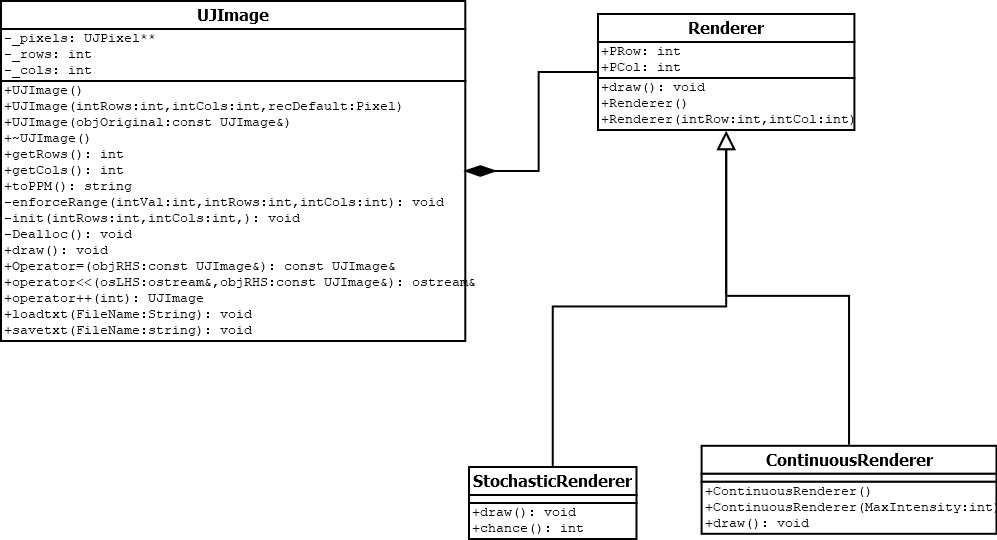 UJImage
-_pixels: UJPixel**
-_rows: int
-_cols: int
+UJImage()
+UJImage(intRows:int,intCols:int,recDefault:Pixel)
+UJImage(objOriginal:const UJImage&)
+~UJImage()
+getRows(): int
+getCols(): int
+toPPM(): string
-enforceRange(intVal:int,intRows:int,intCols:int): void
-init(intRows:int,intCols:int,): void
-Dealloc(): void
+draw(): void
+Operator=(objRHS:const UJImage&): const UJImage&
+operator<<(osLHS:ostream&,objRHS:const UJImage&): ostream&
+operator++(int): UJImage
+loadtxt(FileName:String): void
+savetxt(FileName:string): void
Renderer
+PRow: int
+PCol: int
+draw(): void
+Renderer()
+Renderer(intRow:int,intCol:int)
StochasticRenderer
+draw(): void
+chance(): int
ContinuousRenderer
+ContinuousRenderer()
+ContinuousRenderer(MaxIntensity:int)
+draw(): void